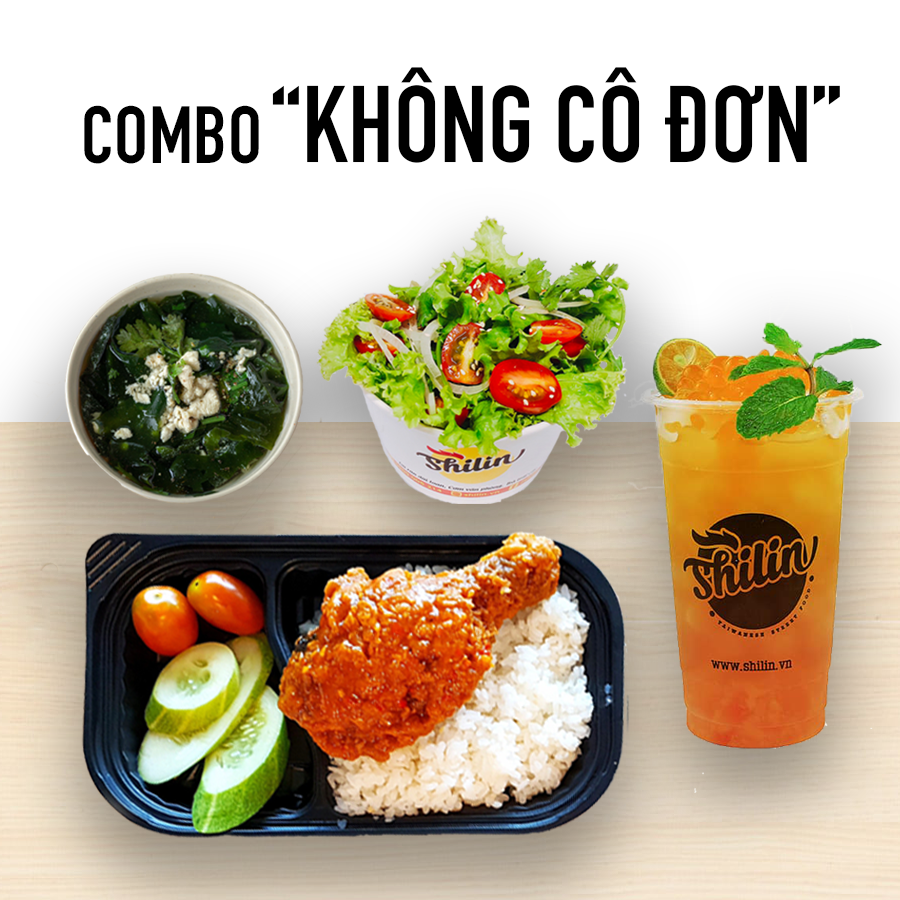 COMBO “KHÔNG CÔ ĐƠN”
Shilin
Shilin
TAIWANESE STREET FOOD
www.shilin.vn